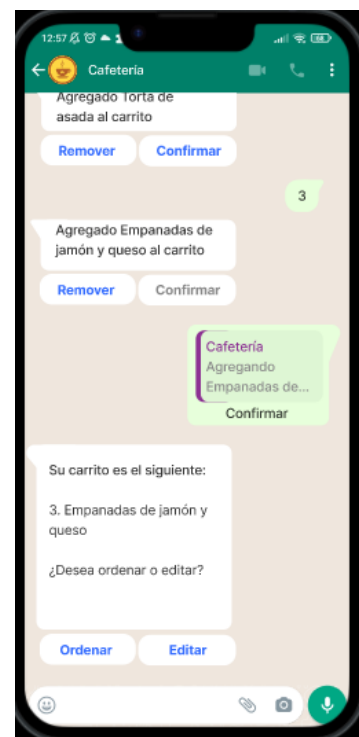 12:57
Cafetería
Agregado Torta de
asada al carrito
Remover Confirmar
3
Agregado Empanadas de
jamón y queso al carrito
Remover Confirmar
Cafetería
Agregando
Empanadas de...
Confirmar
Su carrito es el siguiente:
3. Empanadas de jamón y
queso
¿Desea ordenar o editar?
Ordenar Editar